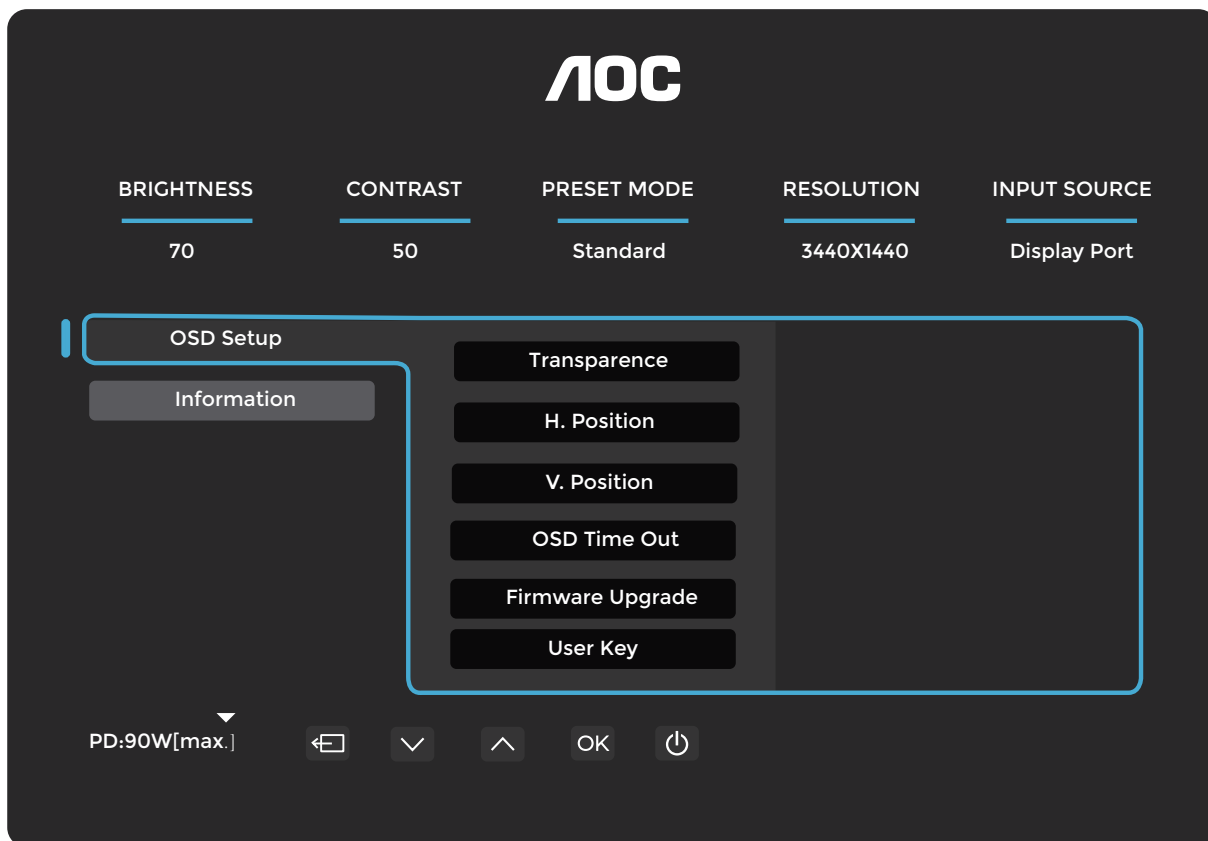 AOC
BRIGHTNESS CONTRAST PRESET MODE RESOLUTION INPUT SOURCE
70 50 Standard 3440X1440 Display Port
OSD Setup
Information
Transparence
H. Position
V. Position
OSD Time Out
Firmware Upgrade
User Key
PD:90W[max.]
OK